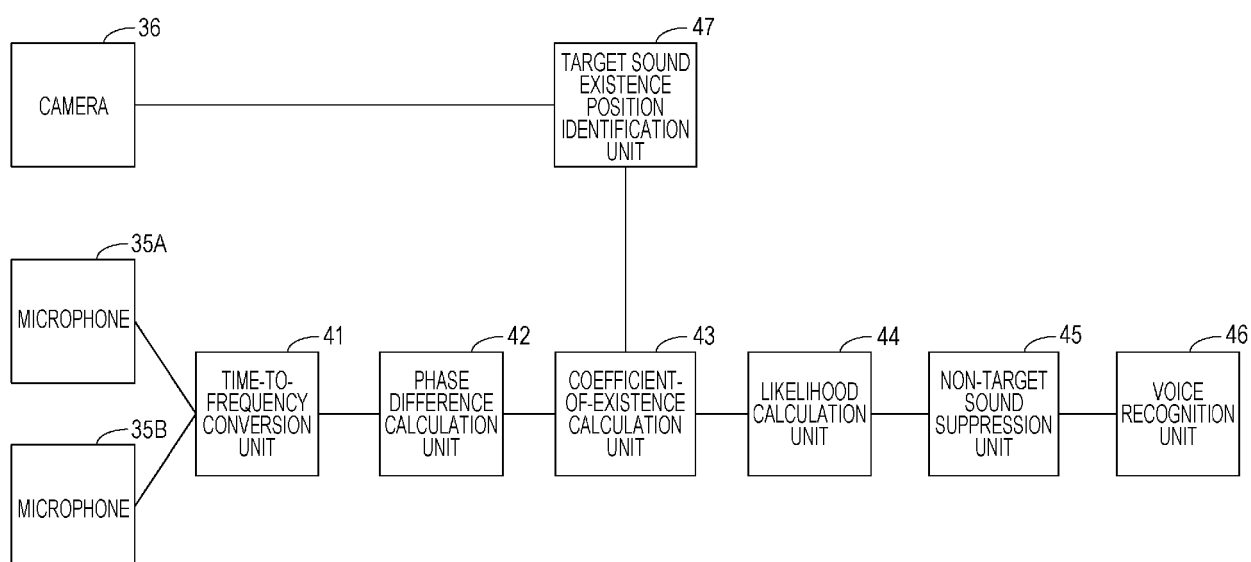 36
CAMERA
47
TARGET SOUND
EXISTENCE
POSITION
IDENTIFICATION
UNIT
35A
MICROPHONE
35B
MICROPHONE
41
TIME-TO-
FREQUENCY
CONVERSION
UNIT
42
PHASE
DIFFERENCE
CALCULATION
UNIT
43
COEFFICIENT-
OF-EXISTENCE
CALCULATION
UNIT
44
LIKELIHOOD
CALCULATION
UNIT
45
NON-TARGET
SOUND
SUPPRESSION
UNIT
46
VOICE
RECOGNITION
UNIT